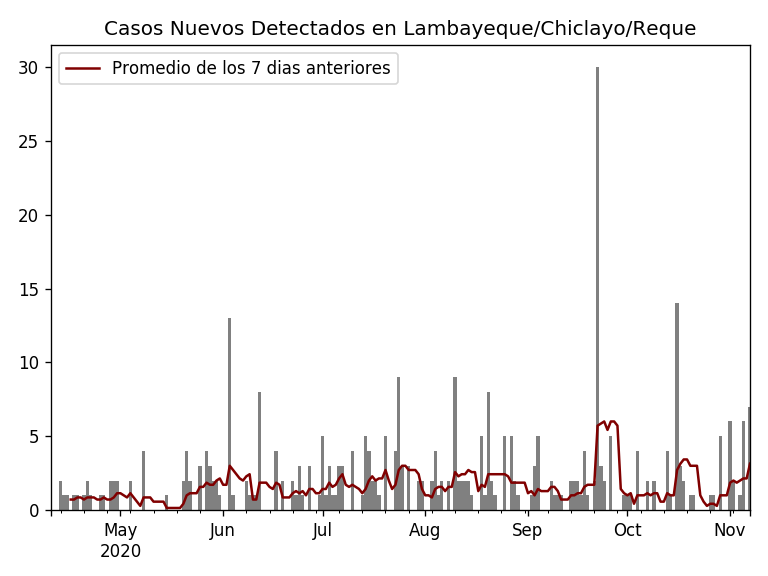 Casos Nuevos Detectados en Lambayeque/Chiclayo/Reque
Promedio de los 7 dias anteriores
30
25
20
15
10
5
0
May Jun Jul Aug Sep Oct Nov
2020